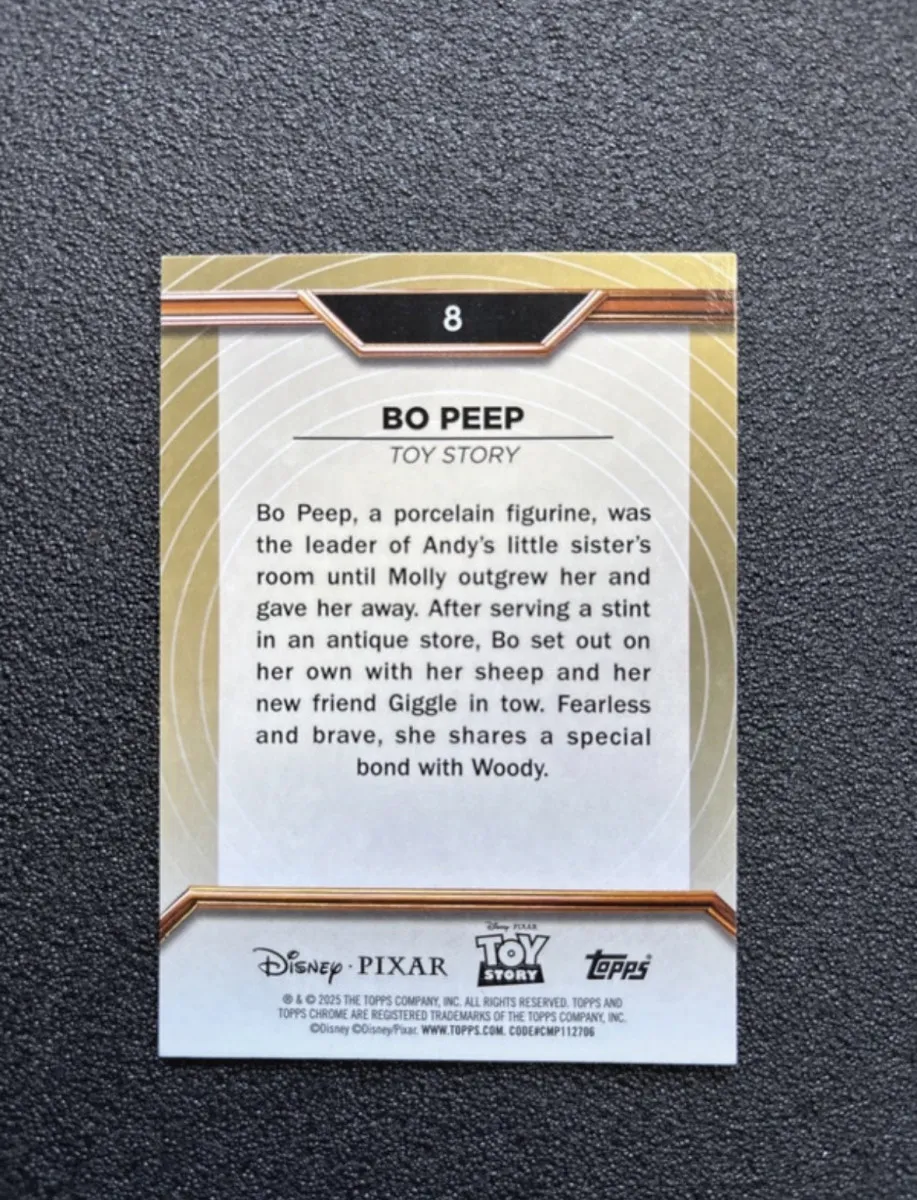 8
BO PEEP
TOY STORY
Bo Peep, a porcelain figurine, was
the leader of Andy's little sister's
room until Molly outgrew her and
gave her away. After serving a stint
in an antique store, Bo set out on
her own with her sheep and her
new friend Giggle in tow. Fearless
and brave, she shares a special
bond with Woody.
Disney · PIXAR
Disney PIXAR
TOY
STORY
topps®
® & © 2025 THE TOPPS COMPANY, INC. ALL RIGHTS RESERVED. TOPPS AND
TOPPS CHROME ARE REGISTERED TRADEMARKS OF THE TOPPS COMPANY, INC.
©Disney ©Disney/Pixar. WWW.TOPPS.COM. CODE#CMP112706